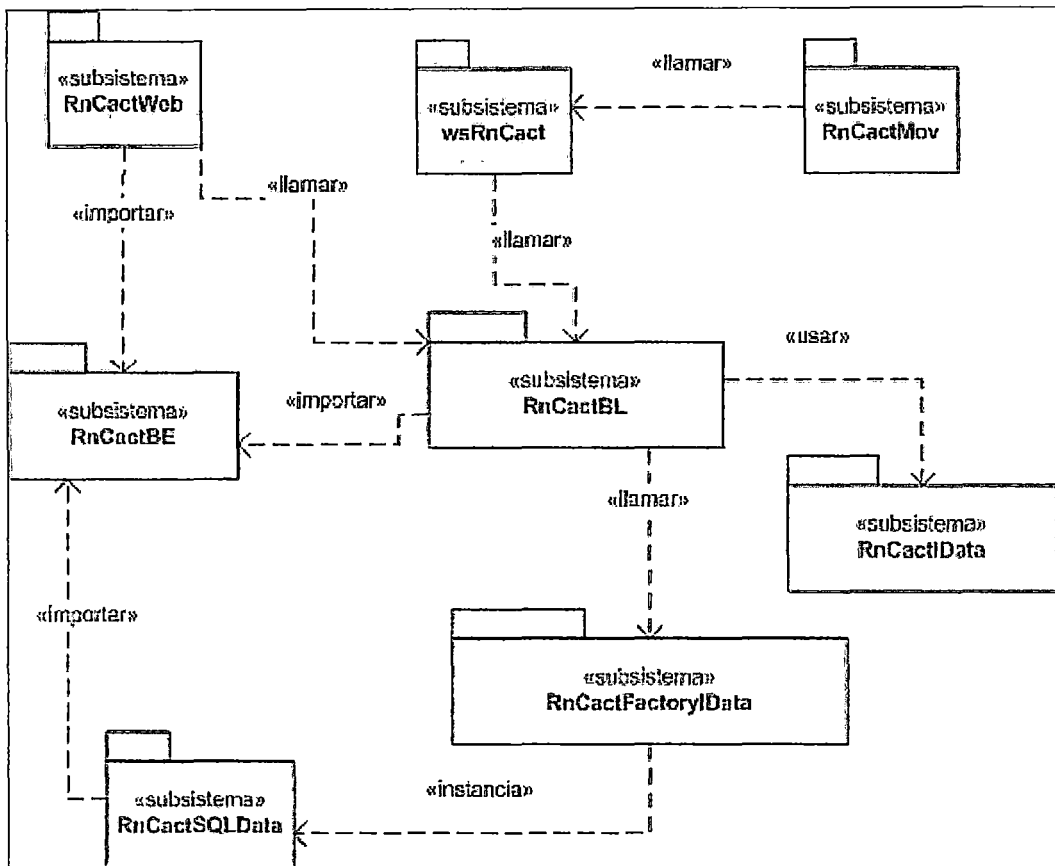 «subsistema»
RnCactWeb
«subsistema»
wsRnCact
«llamar»
«subsistema»
RnCactMov
«importar»
«llamar»
«llamar»
«subsistema»
RnCactBE
«importar»
«subsistema»
RnCactBL
«usar»
«llamar»
«subsistema»
RnCactIData
«importar»
«subsistema»
RnCactFactoryIData
«subsistema»
RnCactSQLData
«instancia»